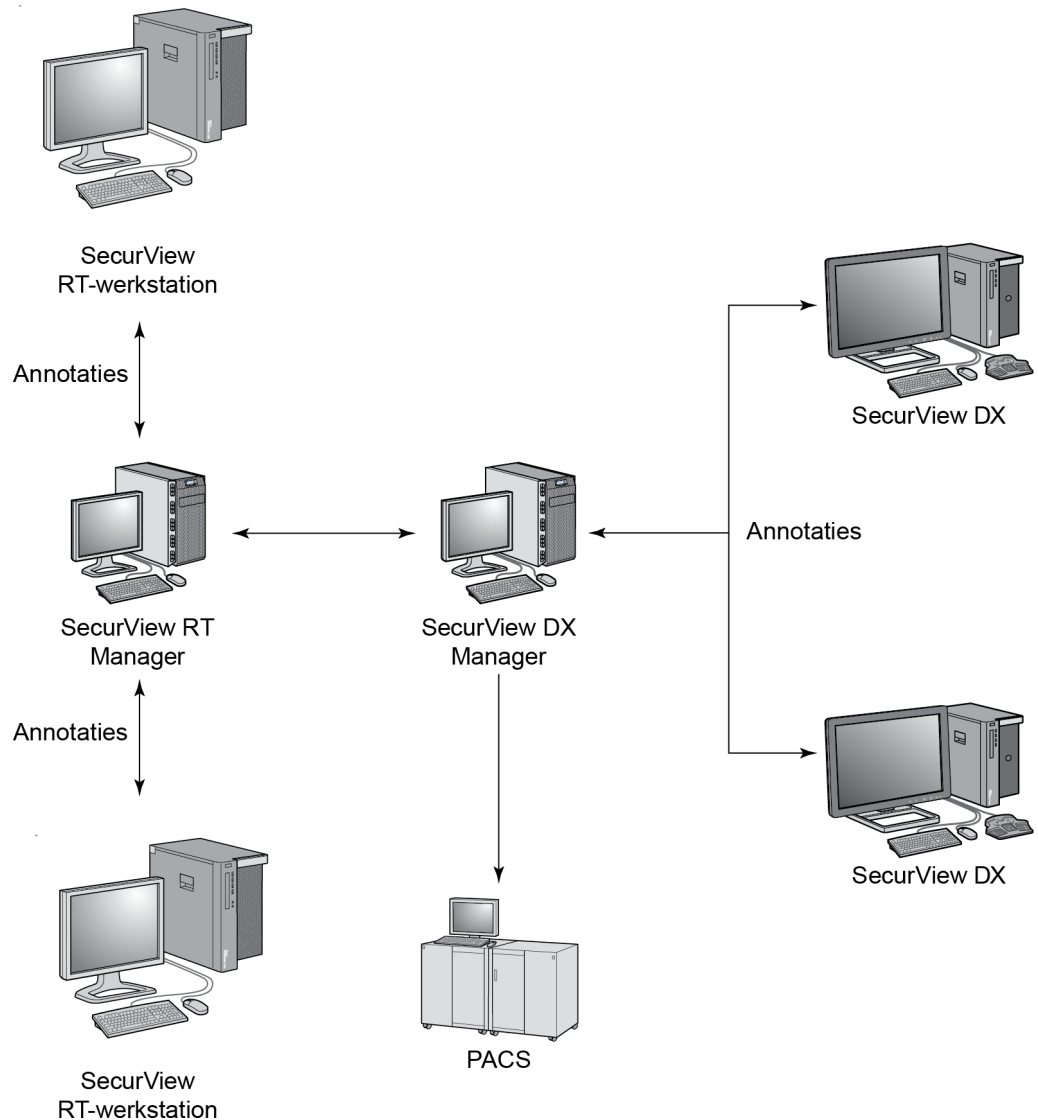 SecurView
RT-werkstation
Annotaties
SecurView DX
SecurView RT
Manager
SecurView DX
Manager
Annotaties
Annotaties
SecurView DX
PACS
SecurView
RT-werkstation